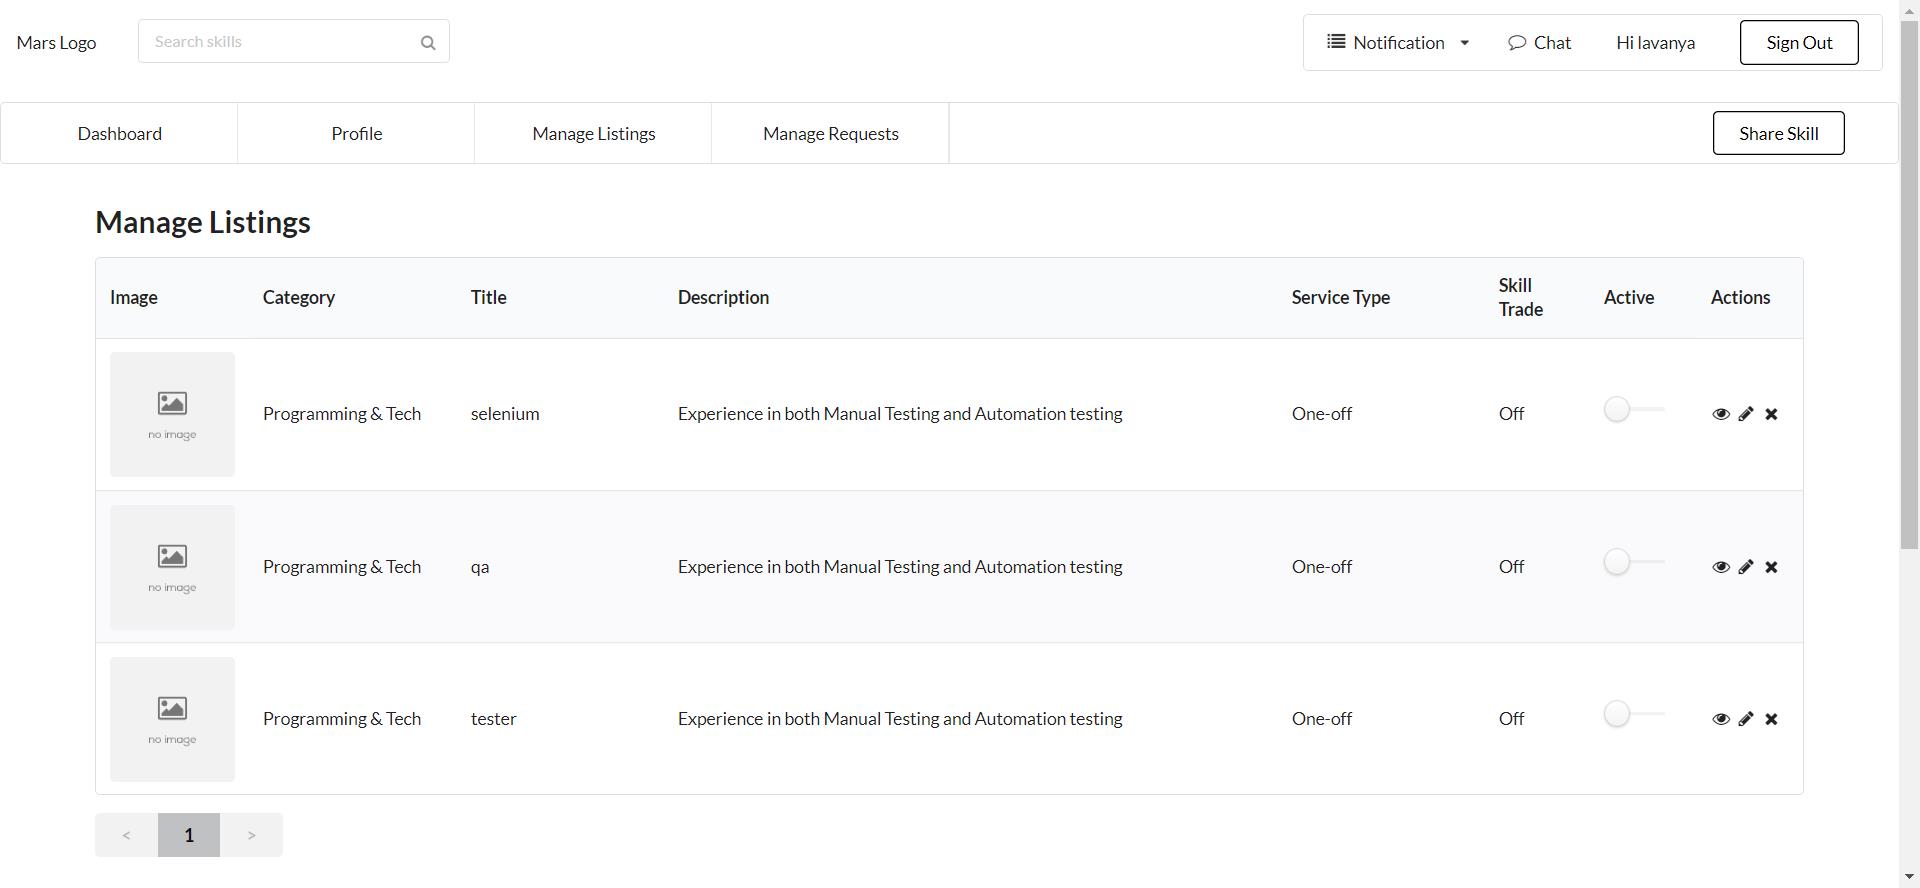 Mars Logo
Search skills
Notification
Chat
Hi lavanya
Sign Out
Dashboard
Profile
Manage Listings
Manage Requests
Share Skill
Manage Listings
Image Category Title Description Service Type Skill Trade Active Actions
no image Programming & Tech selenium Experience in both Manual Testing and Automation testing One-off Off
no image Programming & Tech qa Experience in both Manual Testing and Automation testing One-off Off
no image Programming & Tech tester Experience in both Manual Testing and Automation testing One-off Off
< 1 >